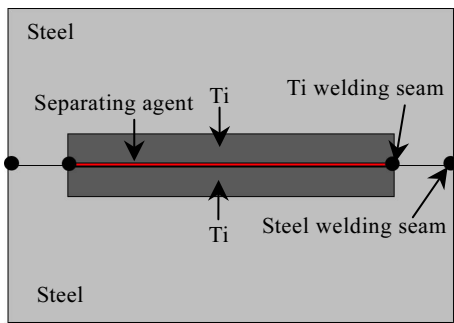 Steel
Ti welding seam
Separating agent
Ti
Ti
Steel welding seam
Steel